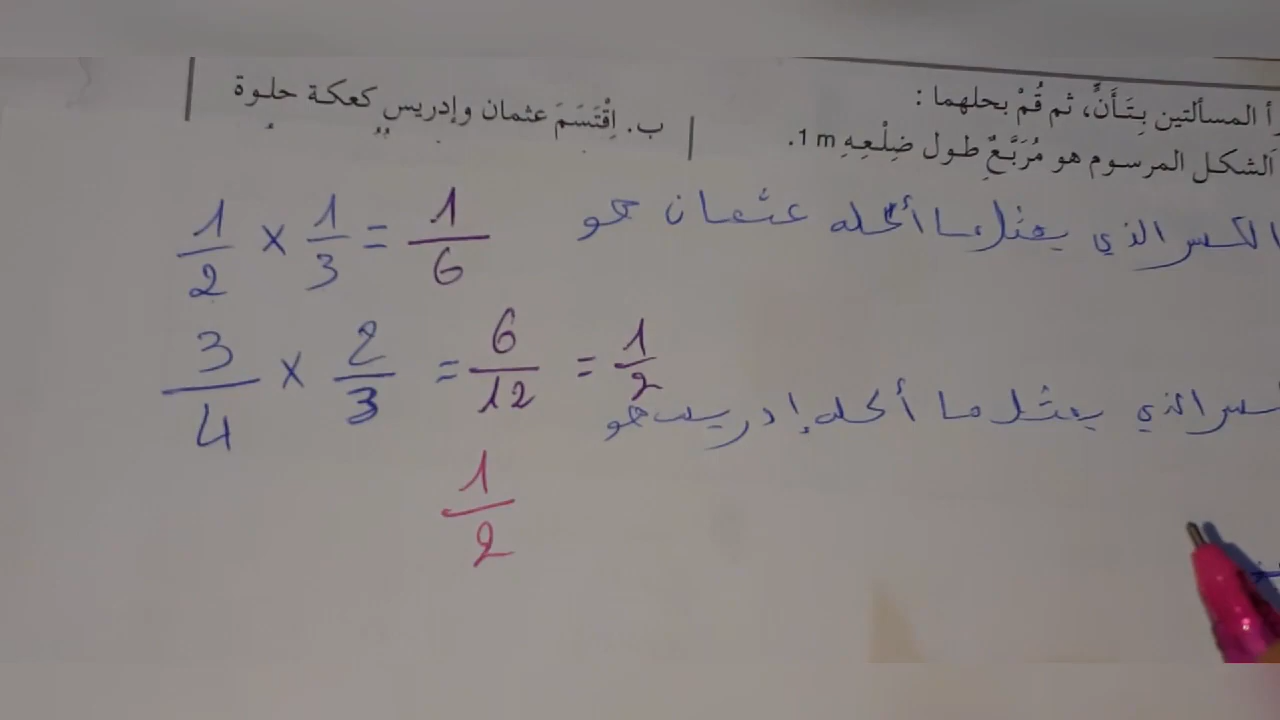 أ المسألتين بِتَأَنٍّ، ثم قُمْ بحلهما :
الشكل المرسوم هو مُرَبَّعٌ طول ضِلْعِهِ 1 m.
ب. اِقْتَسَمَ عثمان وإدريس كعكة حلوة
الكسر الذي يمثل ما أكله عثمان هو
1/2 × 1/3 = 1/6
الذي يمثل ما أكله إدريس هو
3/4 × 2/3 = 6/12 = 1/2
1/2